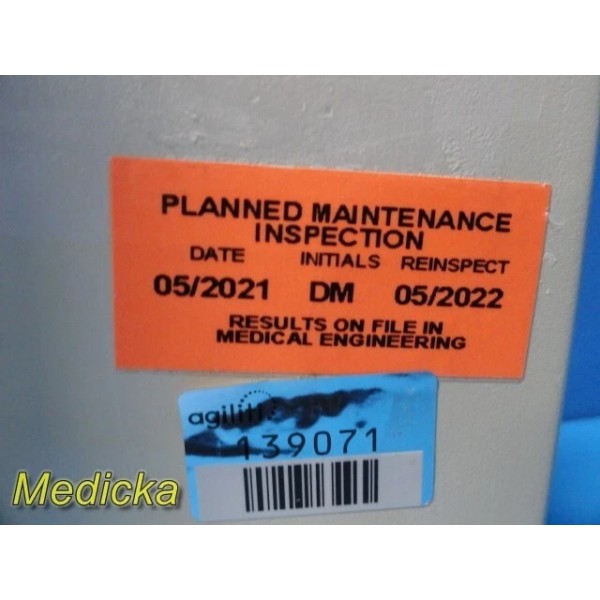 PLANNED MAINTENANCE
INSPECTION
DATE INITIALS REINSPECT
05/2021 DM 05/2022
RESULTS ON FILE IN
MEDICAL ENGINEERING
agiliti
139071
Medicka